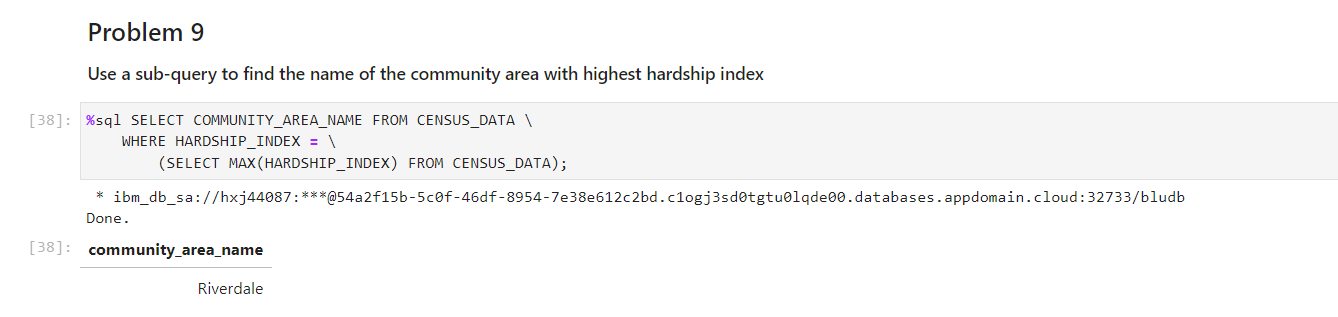 Problem 9
Use a sub-query to find the name of the community area with highest hardship index
[38]: %sql SELECT COMMUNITY_AREA_NAME FROM CENSUS_DATA \
WHERE HARDSHIP_INDEX = \
(SELECT MAX(HARDSHIP_INDEX) FROM CENSUS_DATA);
* ibm_db_sa://hxj44087:***@54a2f15b-5c0f-46df-8954-7e38e612c2bd.c1ogj3sd0tgtu0lqde00.databases.appdomain.cloud:32733/bludb
Done.
[38]: community_area_name
Riverdale